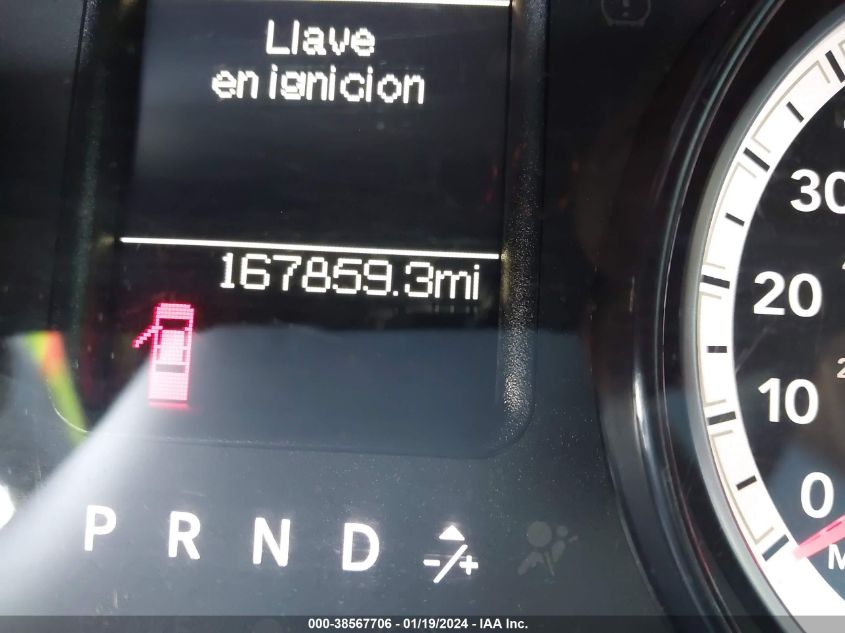 Llave
en ignicion
167859.3mi
30
20
10
0
P R N D -/+
000-38567706 - 01/19/2024 - IAA Inc.